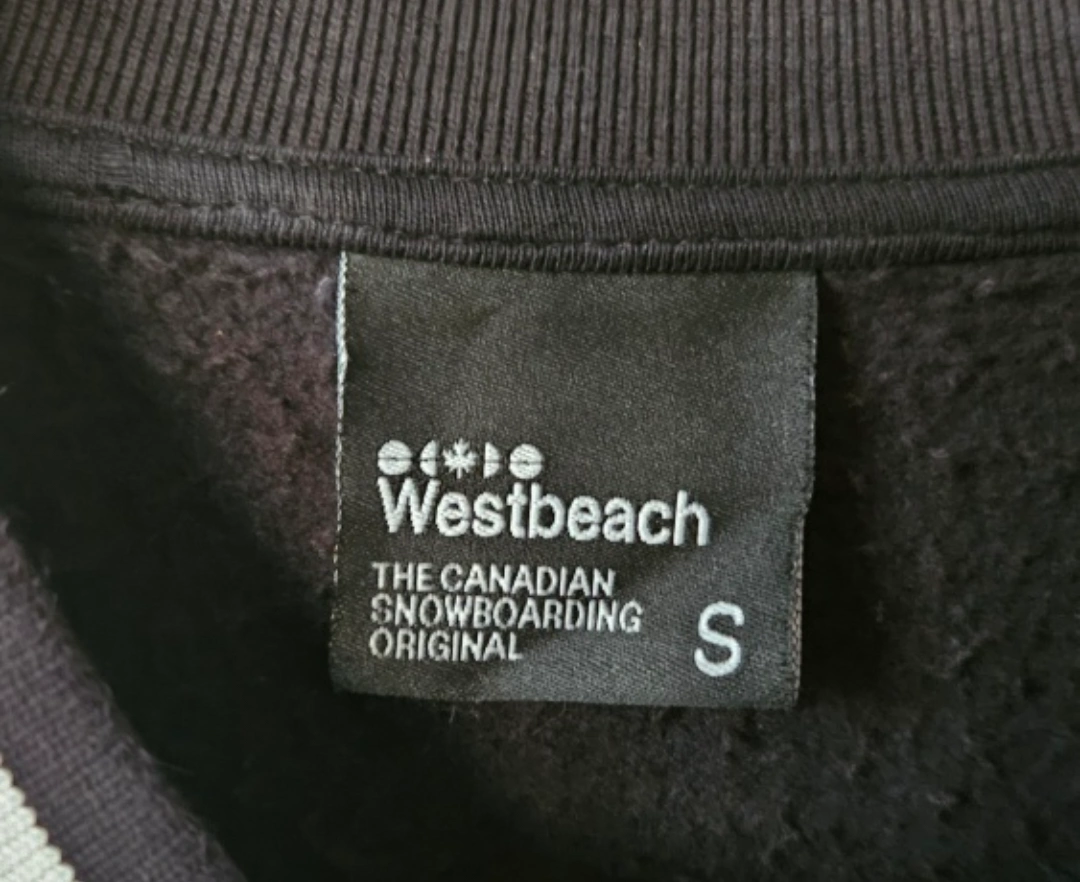 Westbeach
THE CANADIAN
SNOWBOARDING
ORIGINAL
S